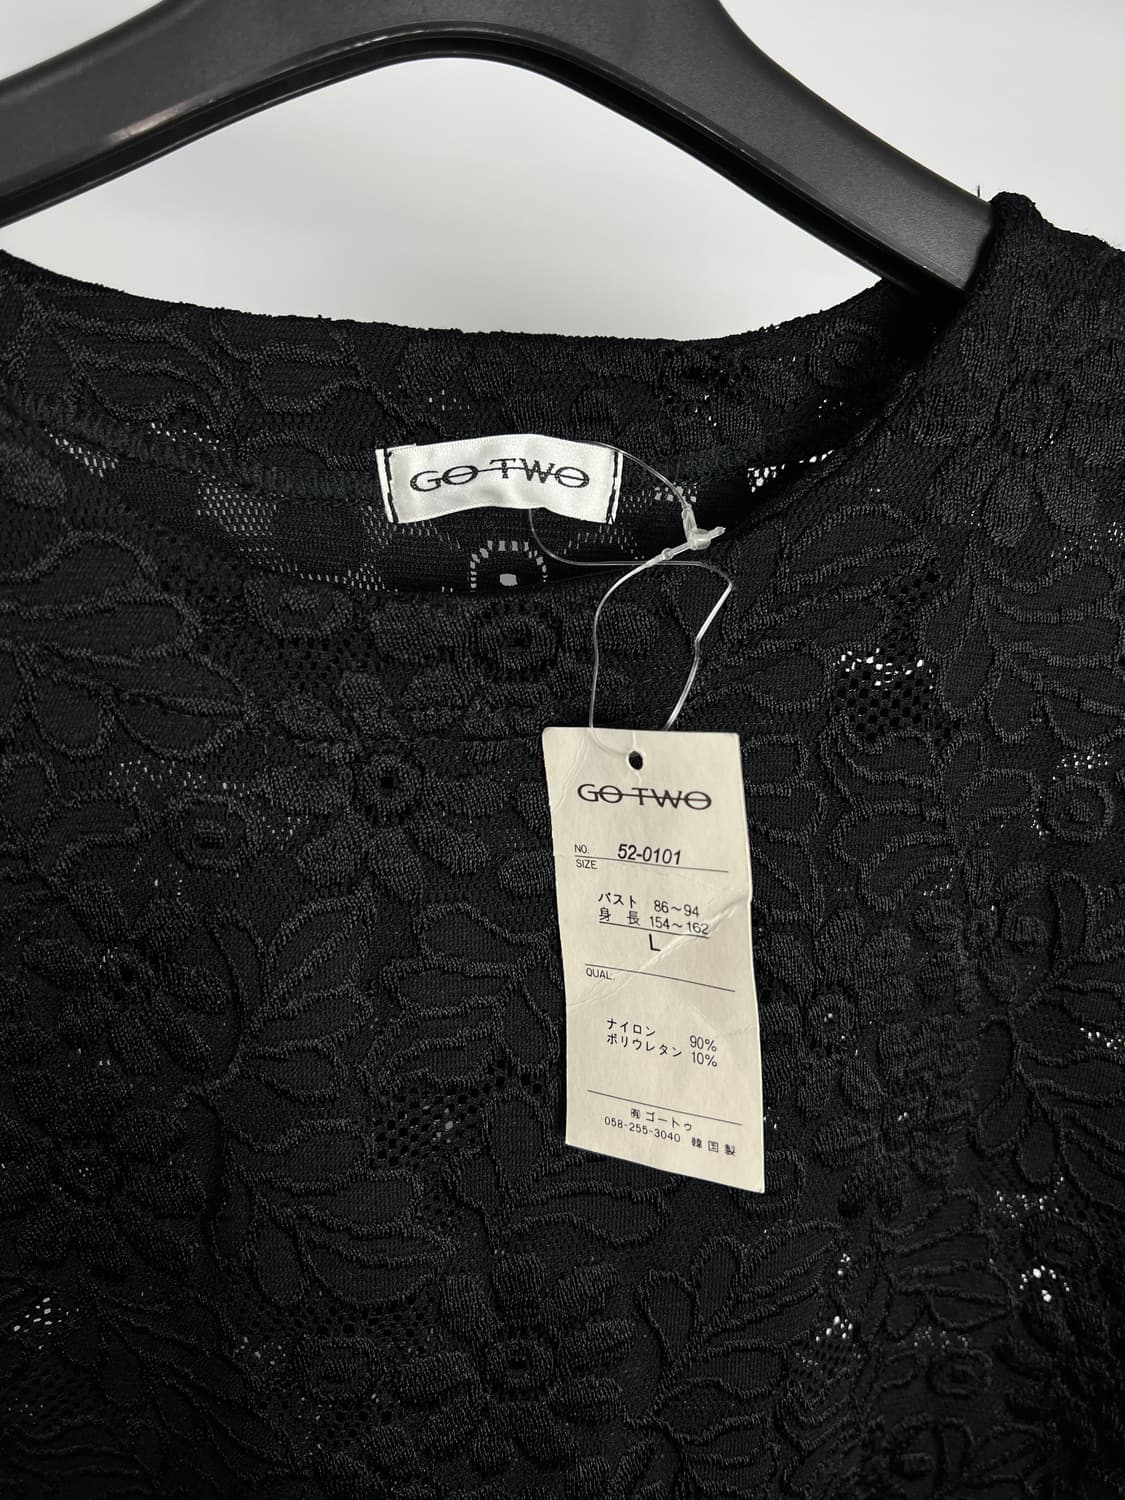 GO TWO
GO TWO
NO. 52-0101
SIZE
バスト 86～94
身長 154～162
L
QUAL.
ナイロン 90%
ポリウレタン 10%
㈲ゴートゥ
058-255-3040 韓国製